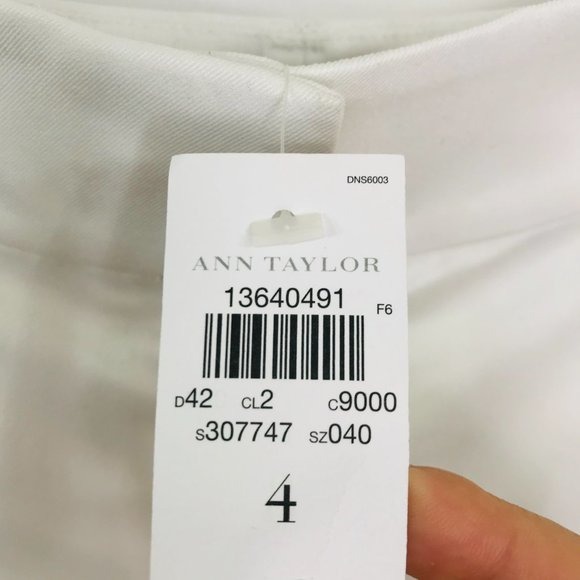 DNS6003
ANN TAYLOR
13640491 F6
D42 CL2 C9000
S307747 SZ040
4